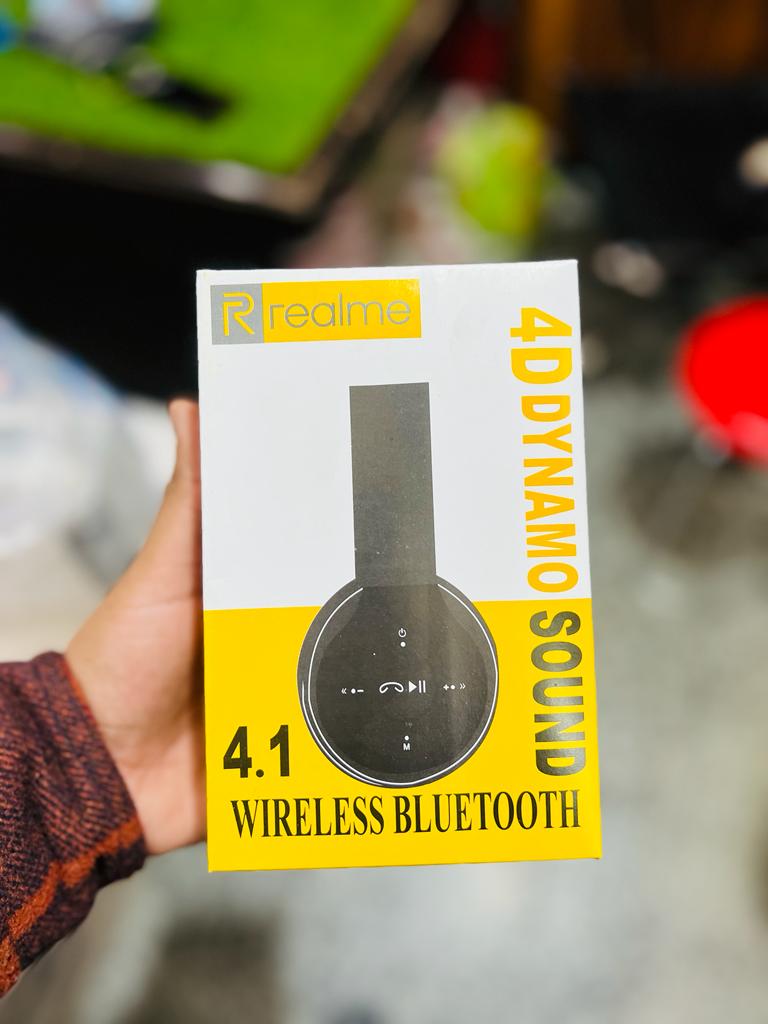 R realme
4D DYNAMO SOUND
M
4.1
WIRELESS BLUETOOTH